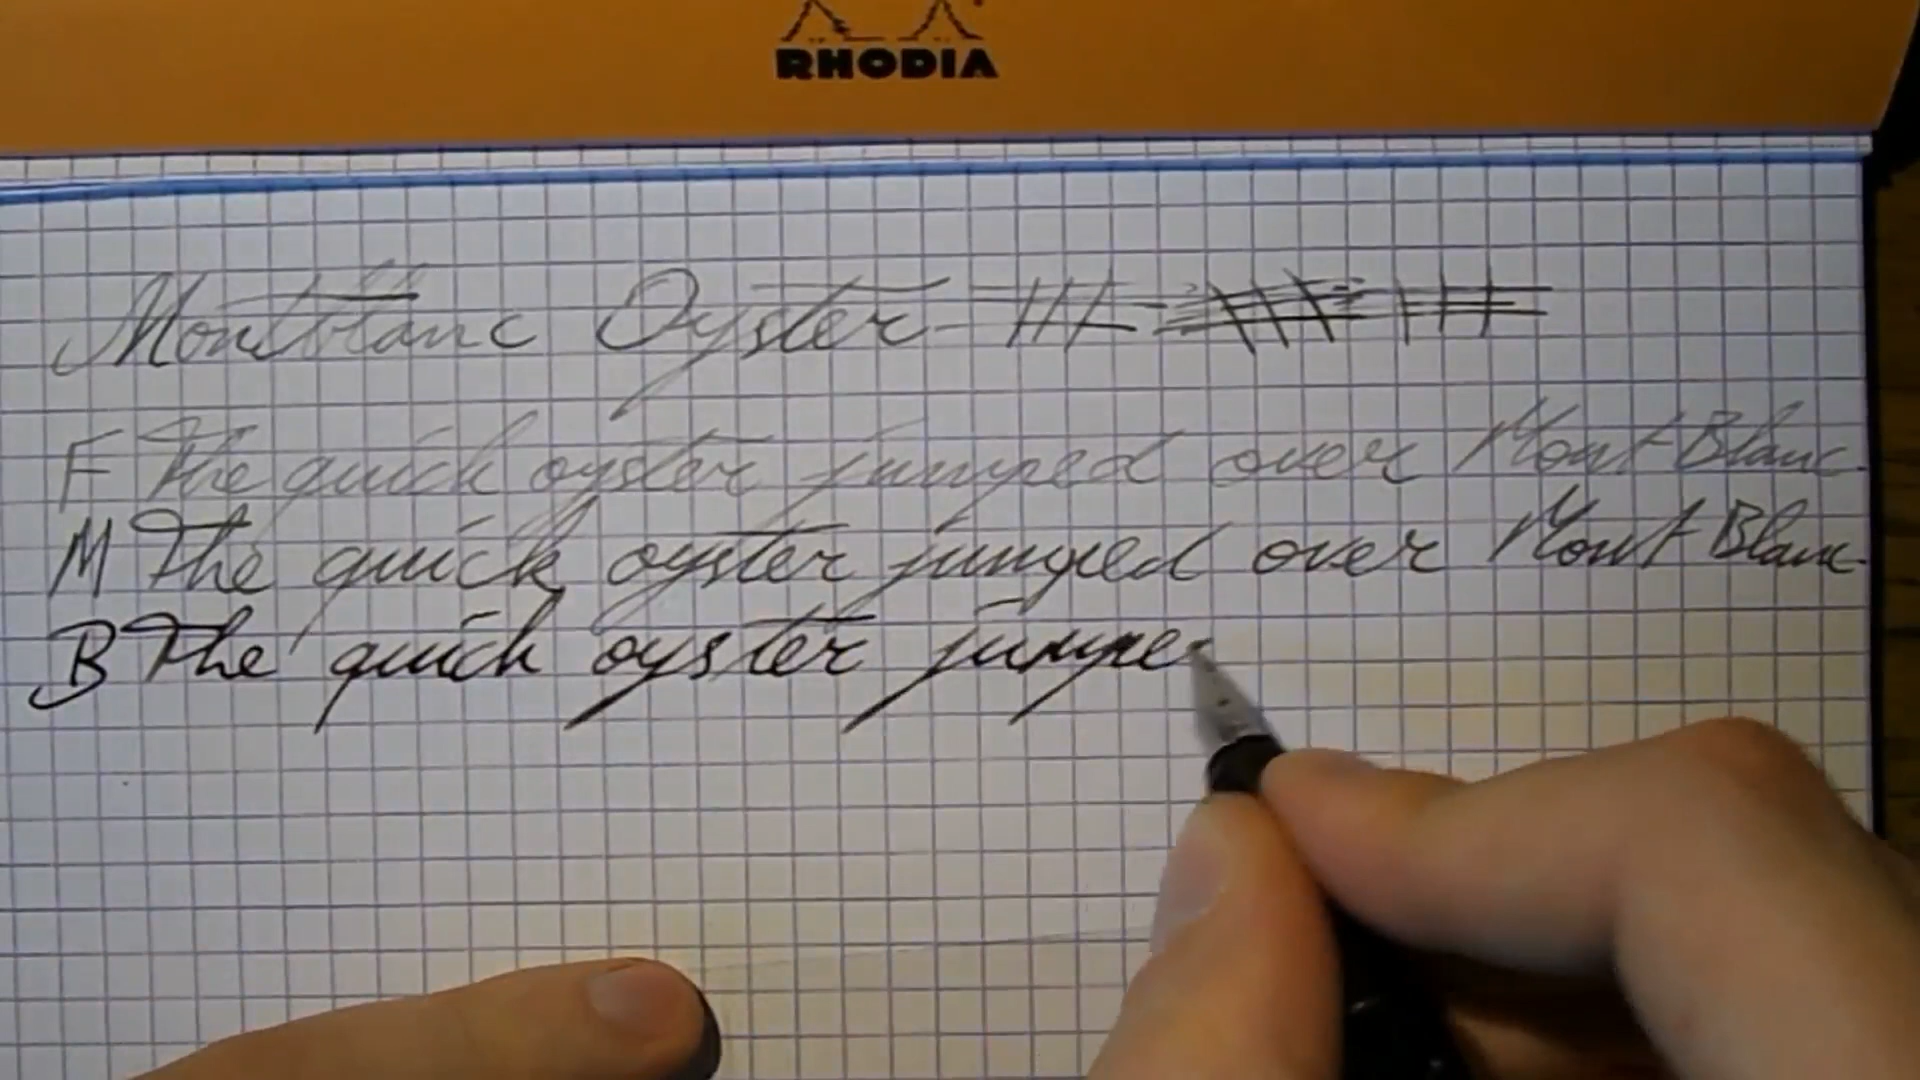 RHODIA
Montblanc Oyster
F The quick oyster jumped over Mont Blanc.
M The quick oyster jumped over Mont Blanc.
B The quick oyster jumpe